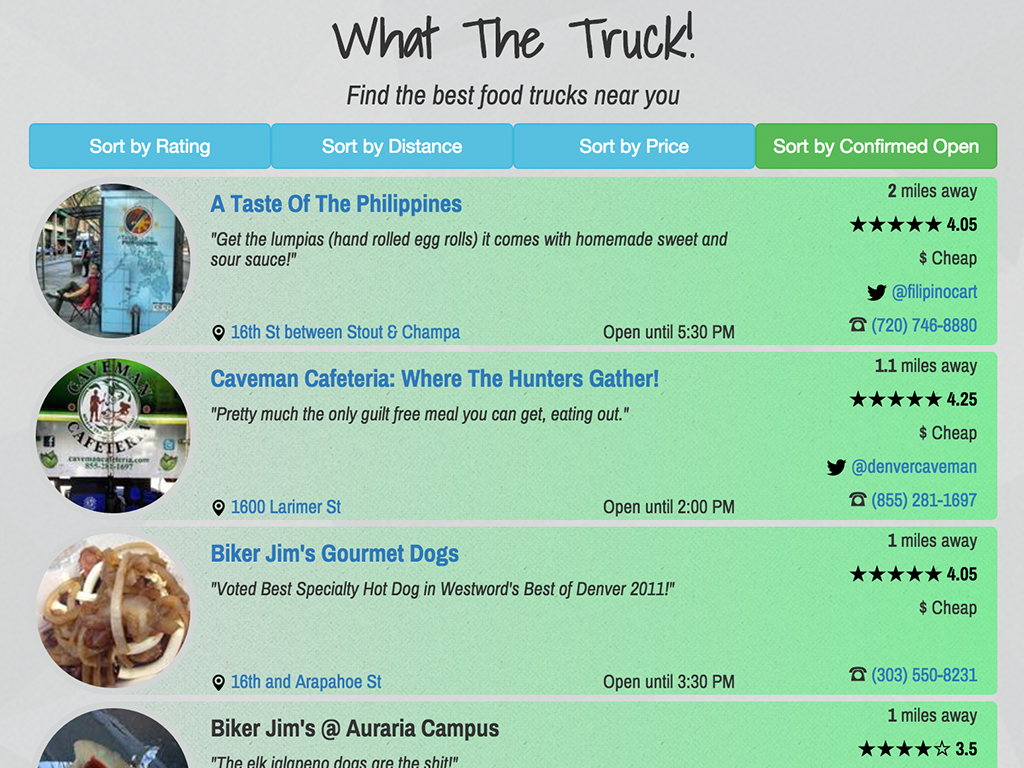 What The Truck!
Find the best food trucks near you
Sort by Rating
Sort by Distance
Sort by Price
Sort by Confirmed Open
A Taste Of The Philippines
"Get the lumpias (hand rolled egg rolls) it comes with homemade sweet and
sour sauce!"
16th St between Stout & Champa
Open until 5:30 PM
2 miles away
★★★★★ 4.05
$ Cheap
@filipinocart
(720) 746-8880
CAVEMAN
CAFETERIA
cavemancafeteria.com
855-281-1697
Caveman Cafeteria: Where The Hunters Gather!
"Pretty much the only guilt free meal you can get, eating out."
1600 Larimer St
Open until 2:00 PM
1.1 miles away
★★★★★ 4.25
$ Cheap
@denvercaveman
(855) 281-1697
Biker Jim's Gourmet Dogs
"Voted Best Specialty Hot Dog in Westword's Best of Denver 2011!"
16th and Arapahoe St
Open until 3:30 PM
1 miles away
★★★★★ 4.05
$ Cheap
(303) 550-8231
Biker Jim's @ Auraria Campus
"The elk jalapeno dogs are the shit!"
1 miles away
★★★★☆ 3.5